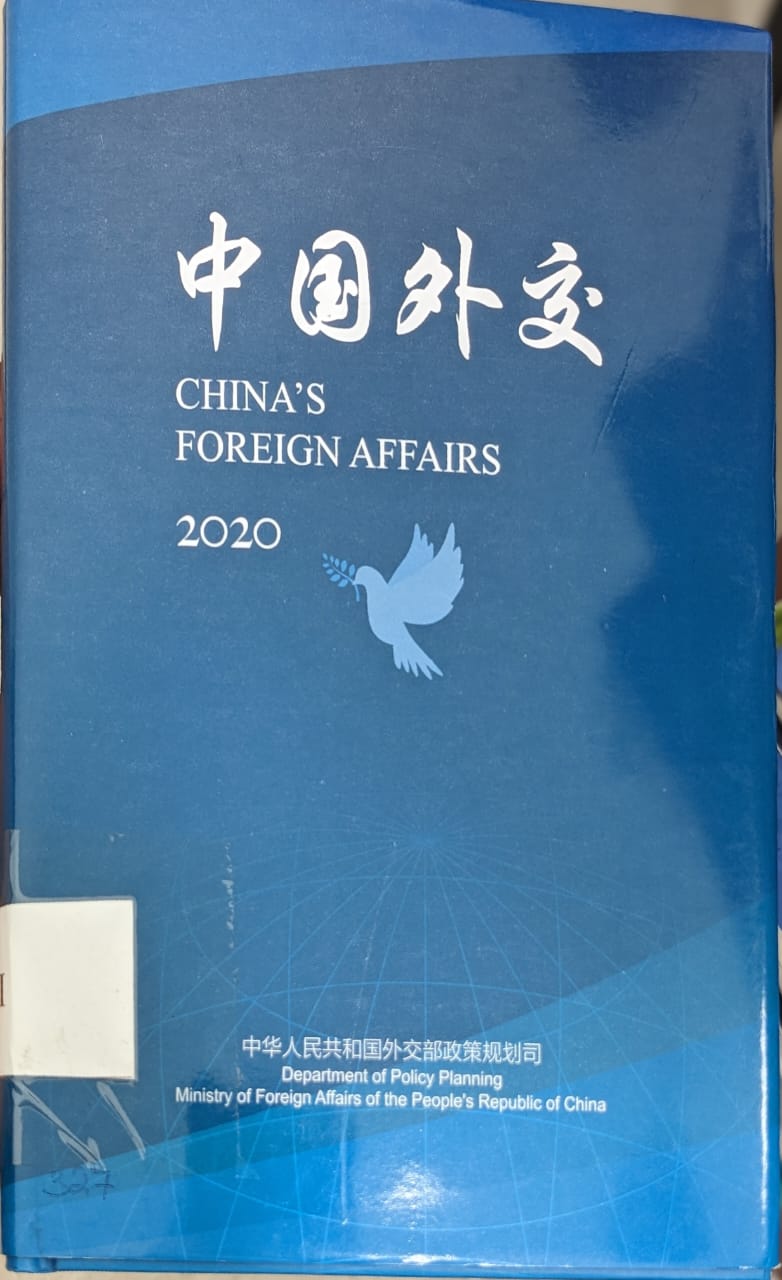 中国外交
CHINA'S
FOREIGN AFFAIRS
2020
中华人民共和国外交部政策规划司
Department of Policy Planning
Ministry of Foreign Affairs of the People's Republic of China
327